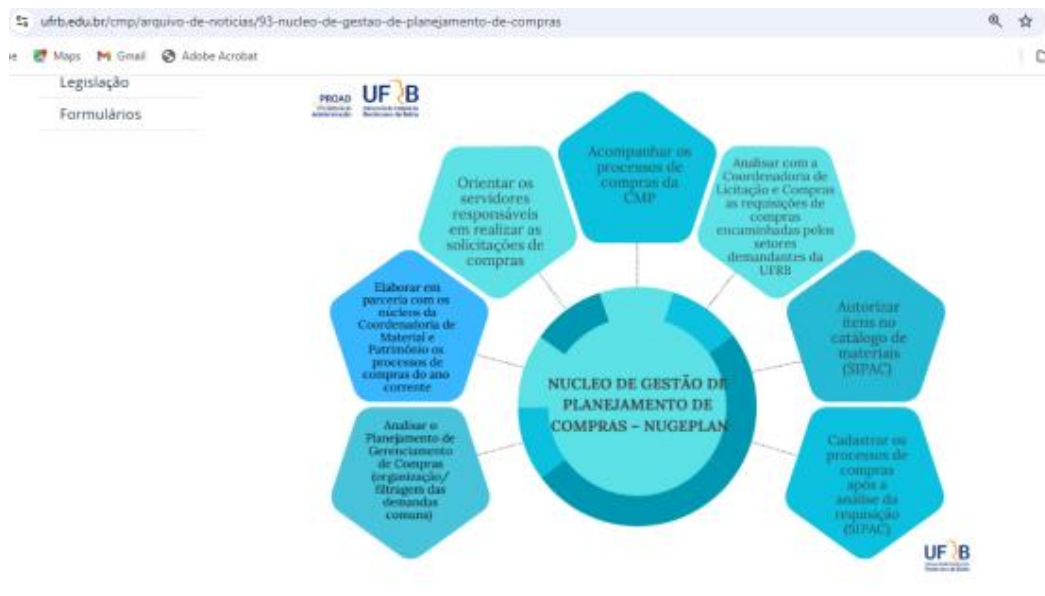 ufrb.edu.br/cmp/arquivo-de-noticias/93-nucleo-de-gestao-de-planejamento-de-compras
Maps
Gmail
Adobe Acrobat
Legislação
Formulários
PROAD
UFRB
Acompanhar os
processos de
compras da
CMP
Orientar os
servidores
responsáveis
em realizar as
solicitações de
compras
Analisar com a
Coordenadoria de
Licitação e Compras
as requisições de
compras
encaminhadas pelos
setores
demandantes da
UFRB
Elaborar em
parceria com os
núcleos da
Coordenadoria de
Material e
Patrimônio os
processos de
compras do ano
corrente
Autorizar
itens no
catálogo de
materiais
(SIPAC)
NUCLEO DE GESTÃO DE
PLANEJAMENTO DE
COMPRAS – NUGEPLAN
Analisar o
Planejamento de
Gerenciamento
de Compras
(organização/
filtragem das
demandas
comuns)
Cadastrar os
processos de
compras
após a
análise da
requisição
(SIPAC)
UFRB